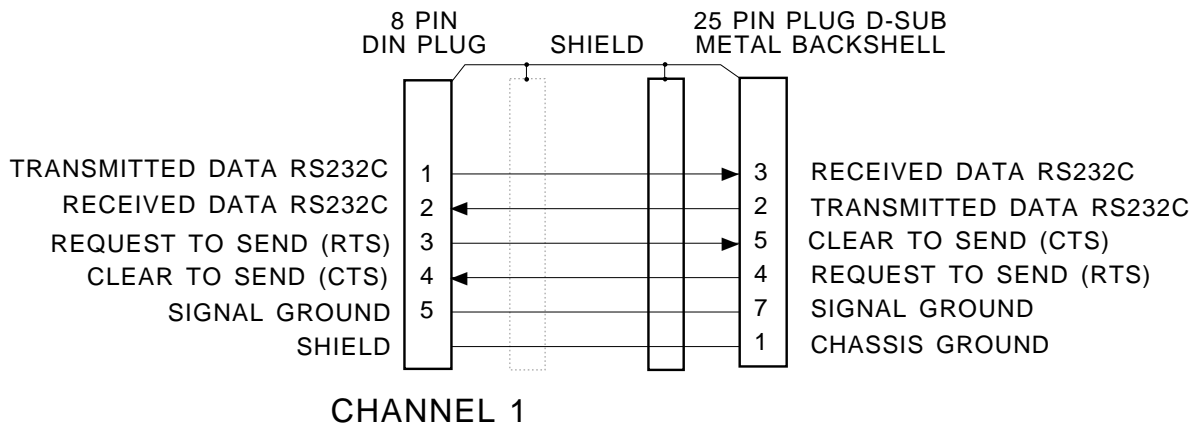 8 PIN
DIN PLUG
SHIELD
25 PIN PLUG D-SUB
METAL BACKSHELL
TRANSMITTED DATA RS232C 1 3 RECEIVED DATA RS232C
RECEIVED DATA RS232C 2 2 TRANSMITTED DATA RS232C
REQUEST TO SEND (RTS) 3 5 CLEAR TO SEND (CTS)
CLEAR TO SEND (CTS) 4 4 REQUEST TO SEND (RTS)
SIGNAL GROUND 5 7 SIGNAL GROUND
SHIELD 1 CHASSIS GROUND
CHANNEL 1